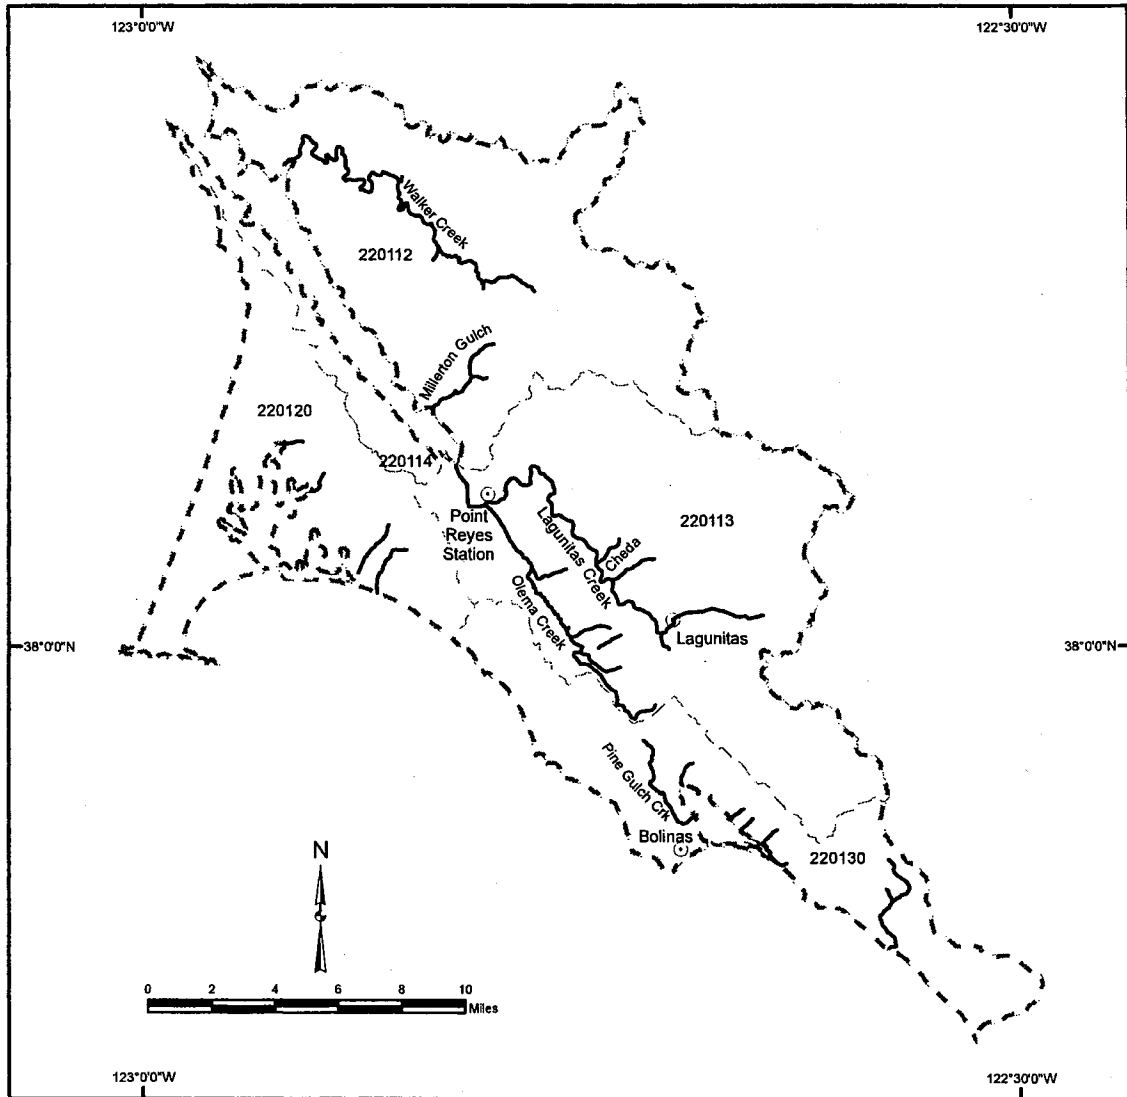 123°0'0"W
122°30'0"W
Walker Creek
220112
Millerton Gulch
220120
220114
Point
Reyes
Station
220113
Lagunitas Creek
Cheda
Olema Creek
Lagunitas
38°0'0"N
38°0'0"N
Pine Gulch Crk
Bolinas
220130
N
0 2 4 6 8 10
Miles
123°0'0"W
122°30'0"W